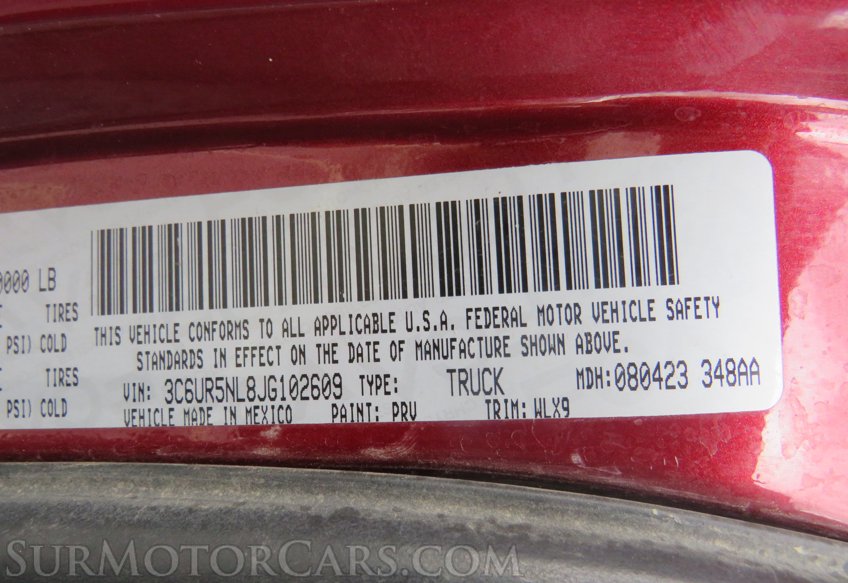 0000 LB
TIRES
PSI) COLD
TIRES
PSI) COLD
THIS VEHICLE CONFORMS TO ALL APPLICABLE U.S.A. FEDERAL MOTOR VEHICLE SAFETY
STANDARDS IN EFFECT ON THE DATE OF MANUFACTURE SHOWN ABOVE.
VIN: 3C6UR5NL8JG102609 TYPE: TRUCK MDH: 080423 348AA
VEHICLE MADE IN MEXICO PAINT: PRV TRIM: WLX9
SURMOTORCARS.COM